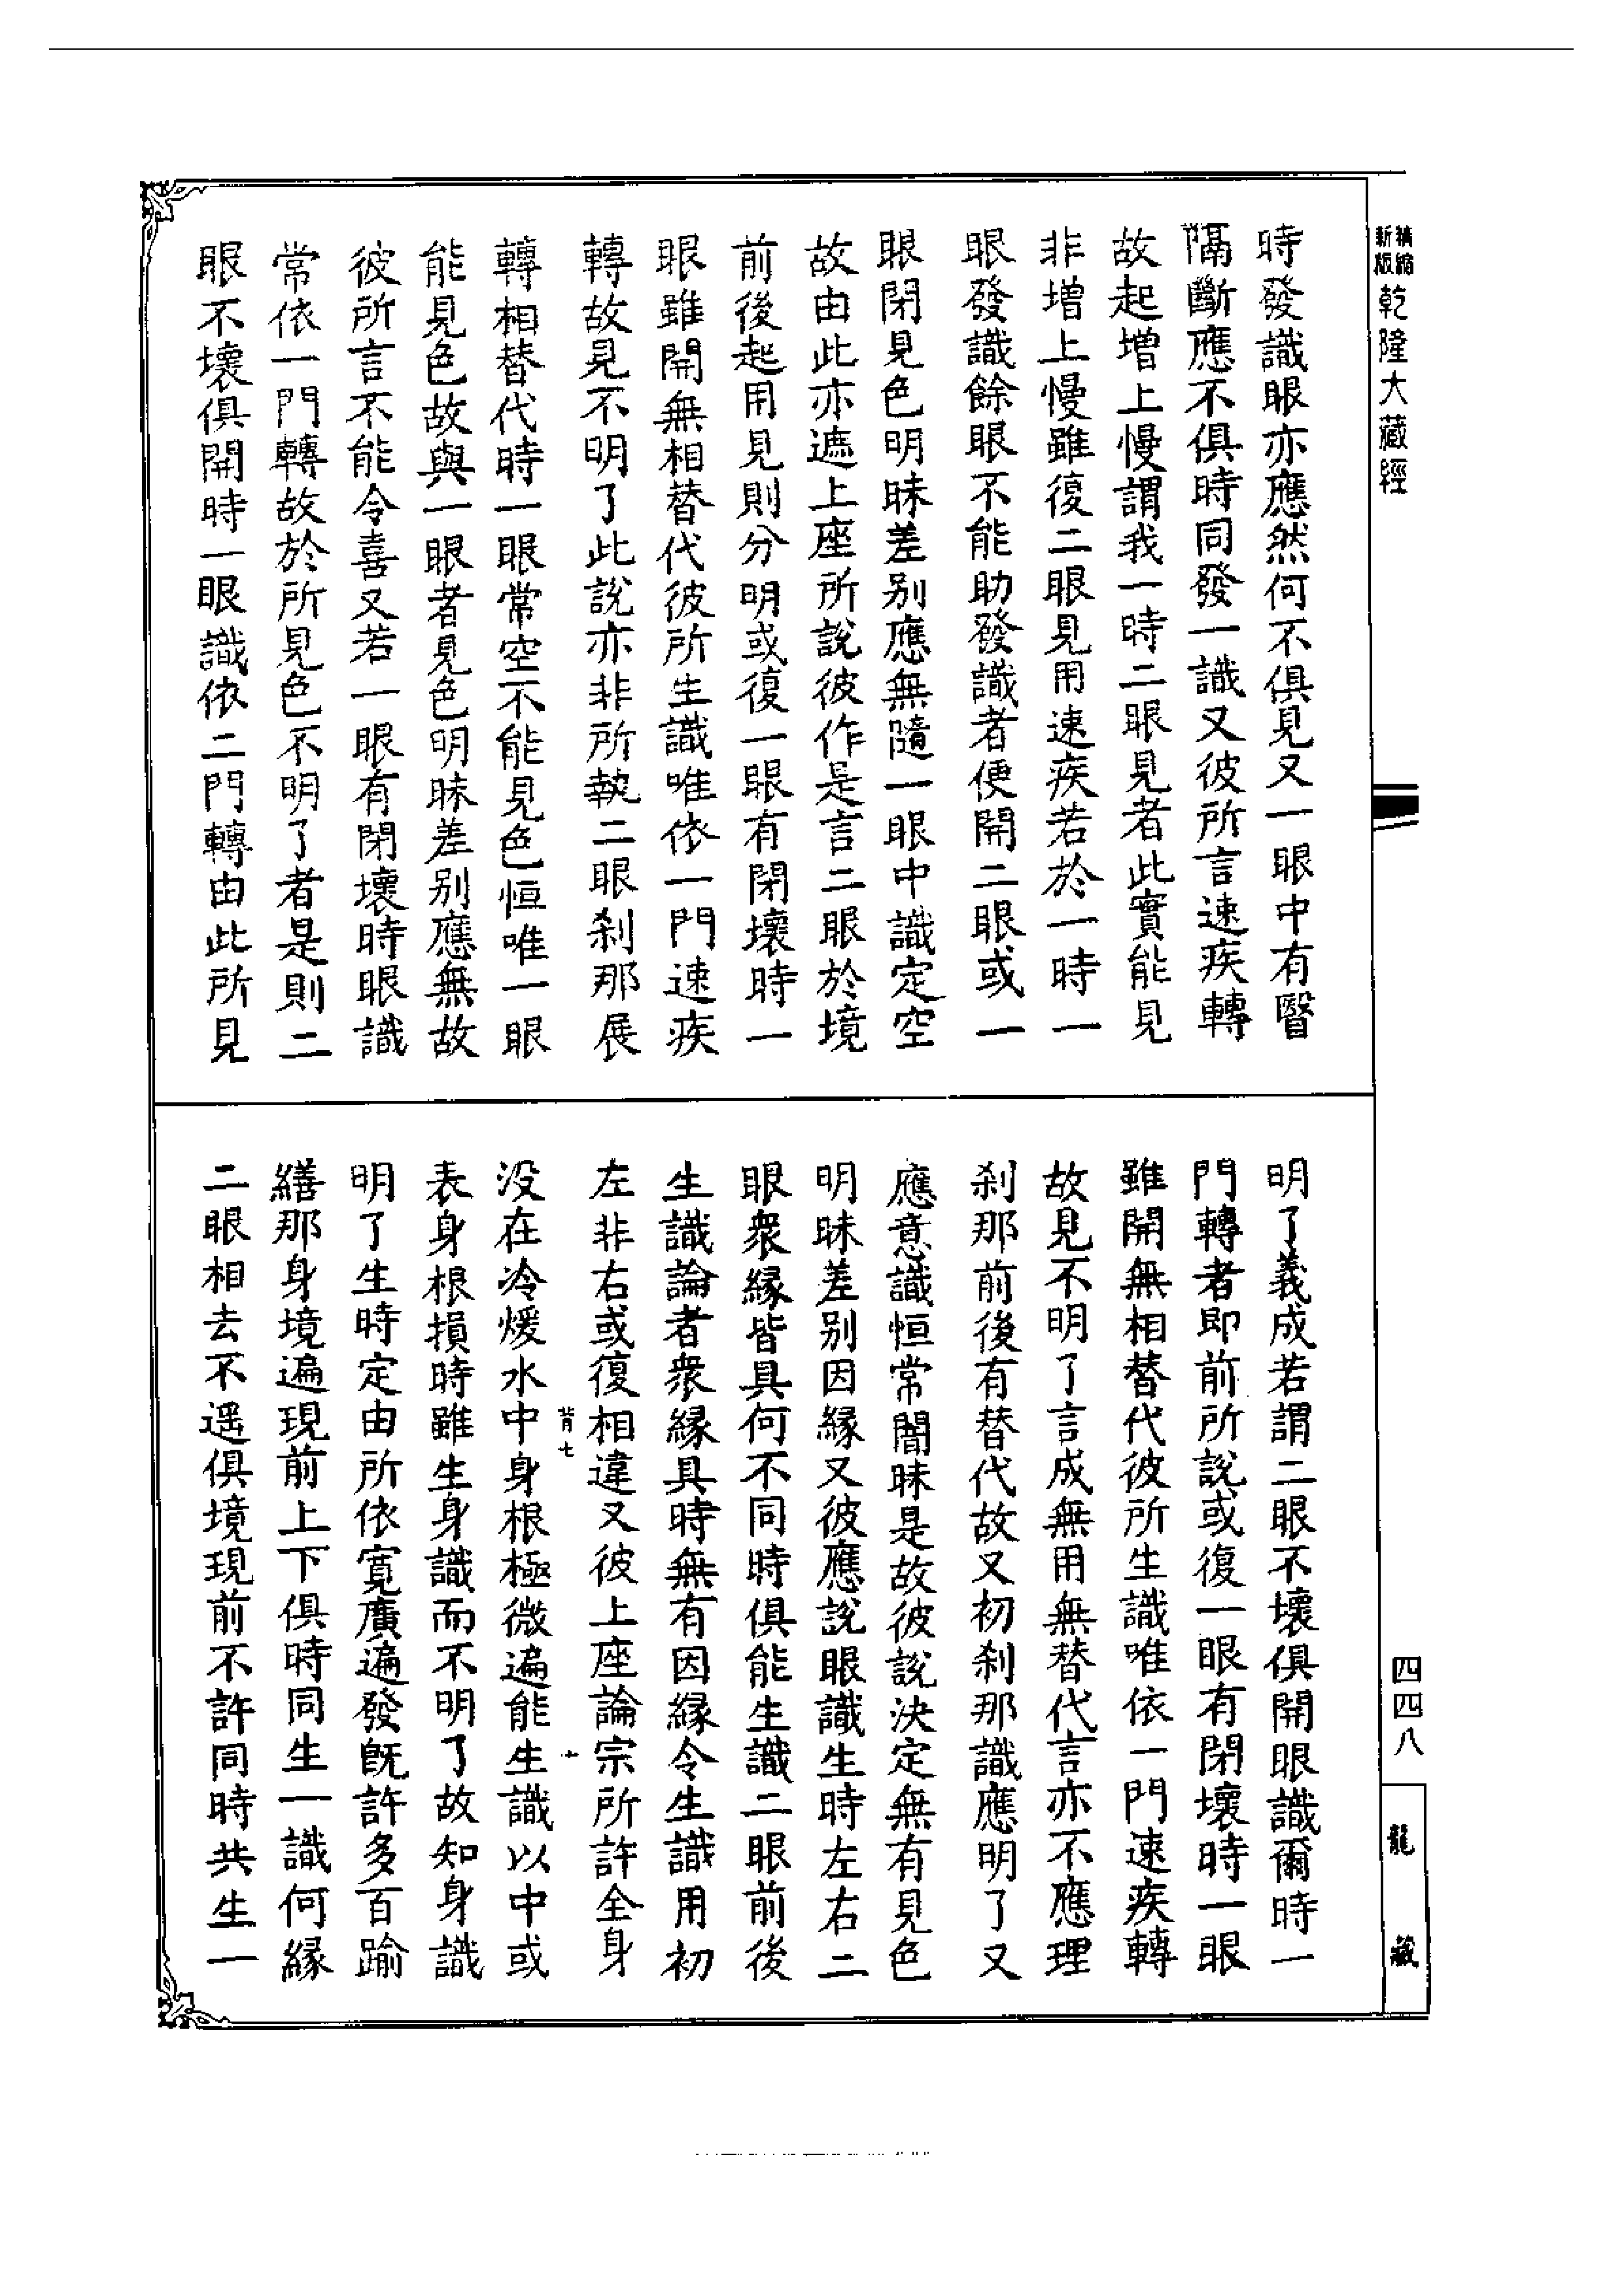 精縮
新版
乾隆大藏經
時發識眼亦應然何不俱見又一眼中有瞖
隔斷應不俱時同發一識又彼所言速疾轉
故起增上慢謂我一時二眼見者此實能見
非增上慢雖復二眼見用速疾若於一時一
眼發識餘眼不能助發識者便開二眼或一
眼閉見色明昧差別應無隨一眼中識定空
故由此亦遮上座所說彼作是言二眼於境
前後起用見則分明或復一眼有閉壞時一
眼雖開無相替代彼所生識唯依一門速疾
轉故見不明了此說亦非所執二眼刹那展
轉相替代時一眼常空不能見色恒唯一眼
能見色故與一眼者見色明昧差別應無故
彼所言不能令喜又若一眼有閉壞時眼識
常依一門轉故於所見色不明了者是則二
眼不壞俱開時一眼識依二門轉由此所見
明了義成若謂二眼不壞俱開眼識爾時一
門轉者即前所說或復一眼有閉壞時一眼
雖開無相替代彼所生識唯依一門速疾轉
故見不明了言成無用無替代言亦不應理
刹那前後有替代故又初刹那識應明了又
應意識恒常闇昧是故彼說決定無有見色
明昧差別因緣又彼應說眼識生時左右二
眼衆緣皆具何不同時俱能生識二眼前後
生識論者衆緣具時無有因緣令生識用初
左非右或復相違又彼上座論宗所許全身
背七
没在冷煖水中身根極微遍能生識以中或
表身根損時雖生身識而不明了故知身識
明了生時定由所依寬廣遍發既許多百踰
繕那身境遍現前上下俱時同生一識何緣
二眼相去不遥俱境現前不許同時共生一
四四八
龍藏